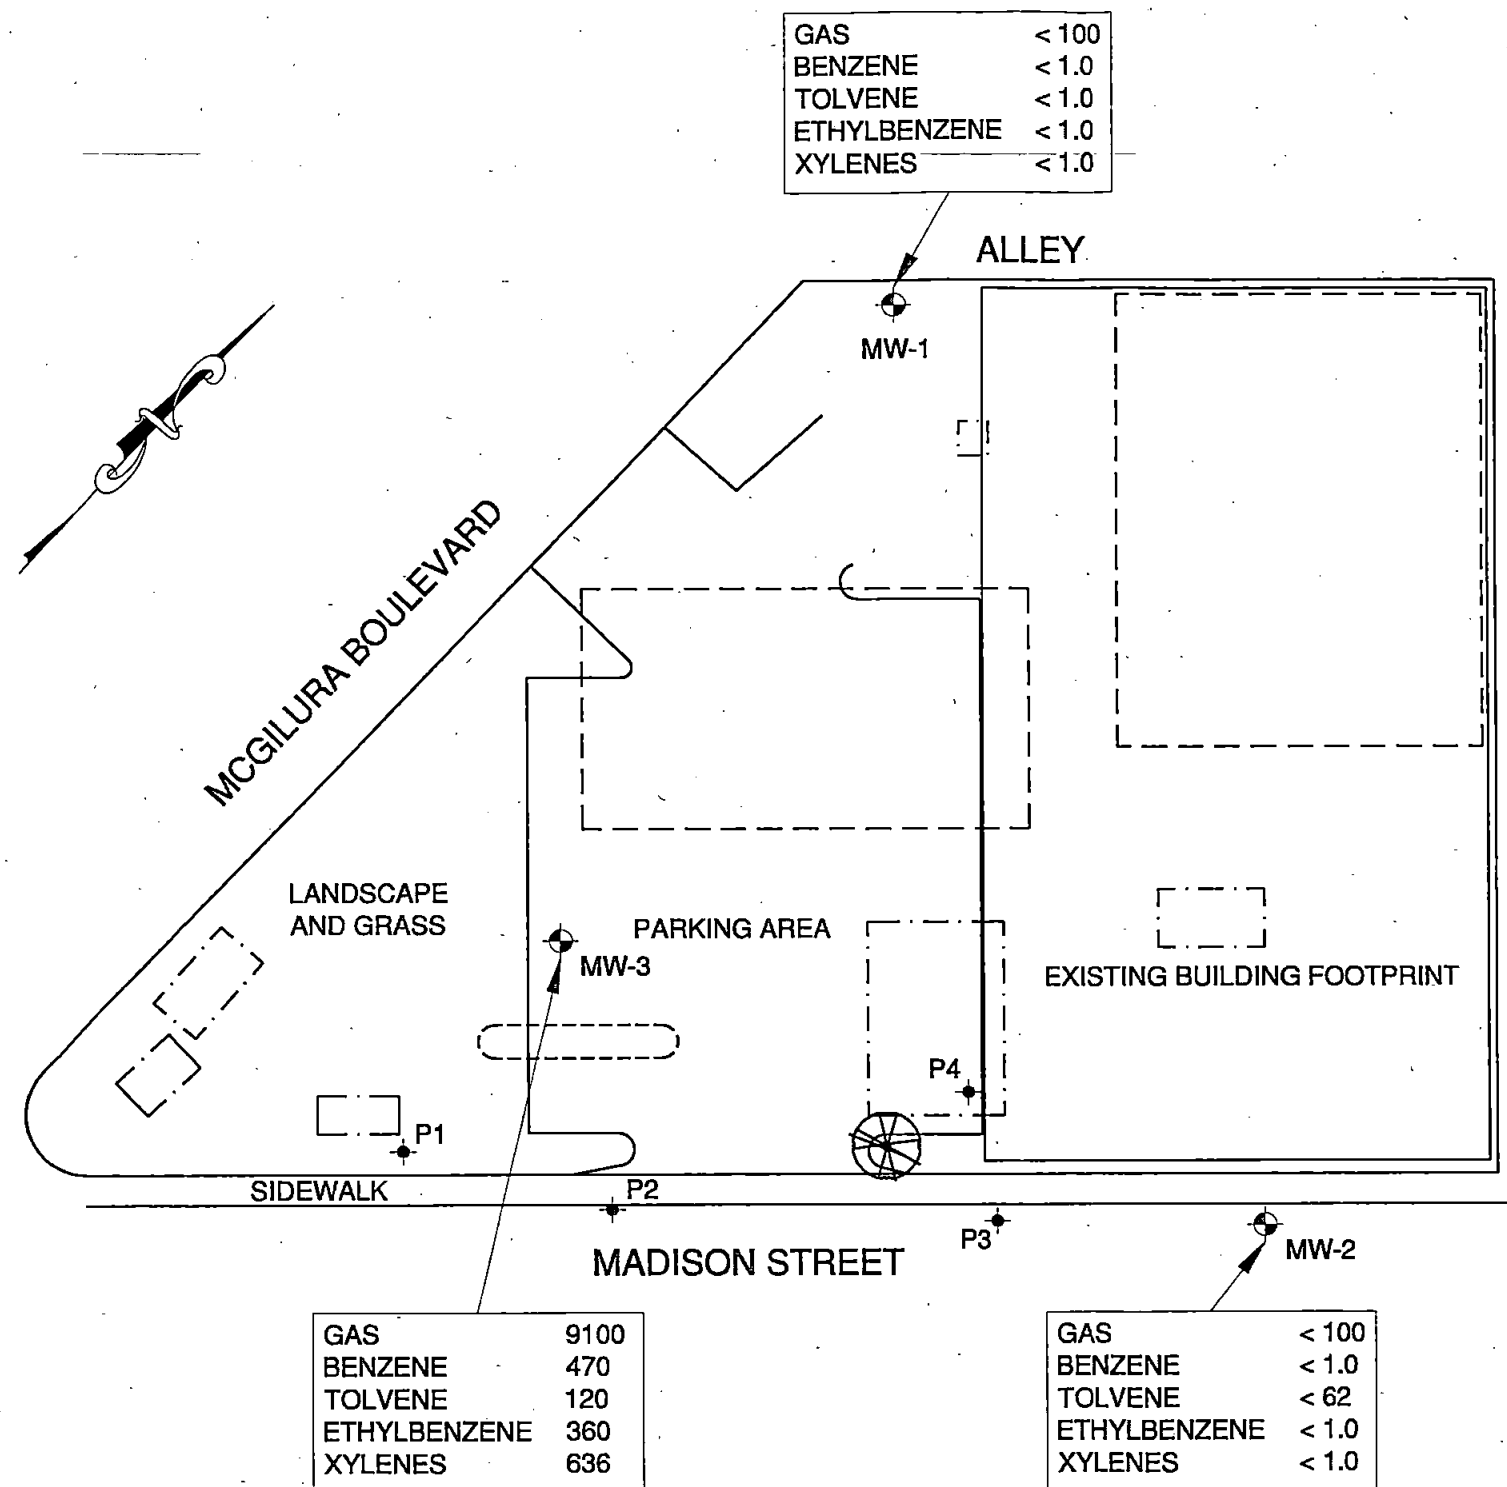 GAS < 100
BENZENE < 1.0
TOLVENE < 1.0
ETHYLBENZENE < 1.0
XYLENES < 1.0
ALLEY
MW-1
MCGILURA BOULEVARD
LANDSCAPE
AND GRASS
PARKING AREA
MW-3
EXISTING BUILDING FOOTPRINT
P4
P1
SIDEWALK
P2
P3
MADISON STREET
MW-2
GAS 9100
BENZENE 470
TOLVENE 120
ETHYLBENZENE 360
XYLENES 636
GAS < 100
BENZENE < 1.0
TOLVENE < 62
ETHYLBENZENE < 1.0
XYLENES < 1.0